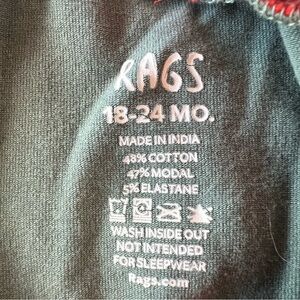 RAGS
18-24 MO.
MADE IN INDIA
48% COTTON
47% MODAL
5% ELASTANE
WASH INSIDE OUT
NOT INTENDED
FOR SLEEPWEAR
Rags.com